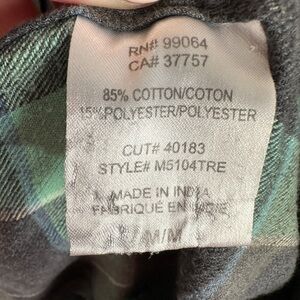 RN# 99064
CA# 37757
85% COTTON/COTON
15% POLYESTER/POLYESTER
CUT# 40183
STYLE# M5104TRE
MADE IN INDIA
FABRIQUÉ EN INDE
M/M